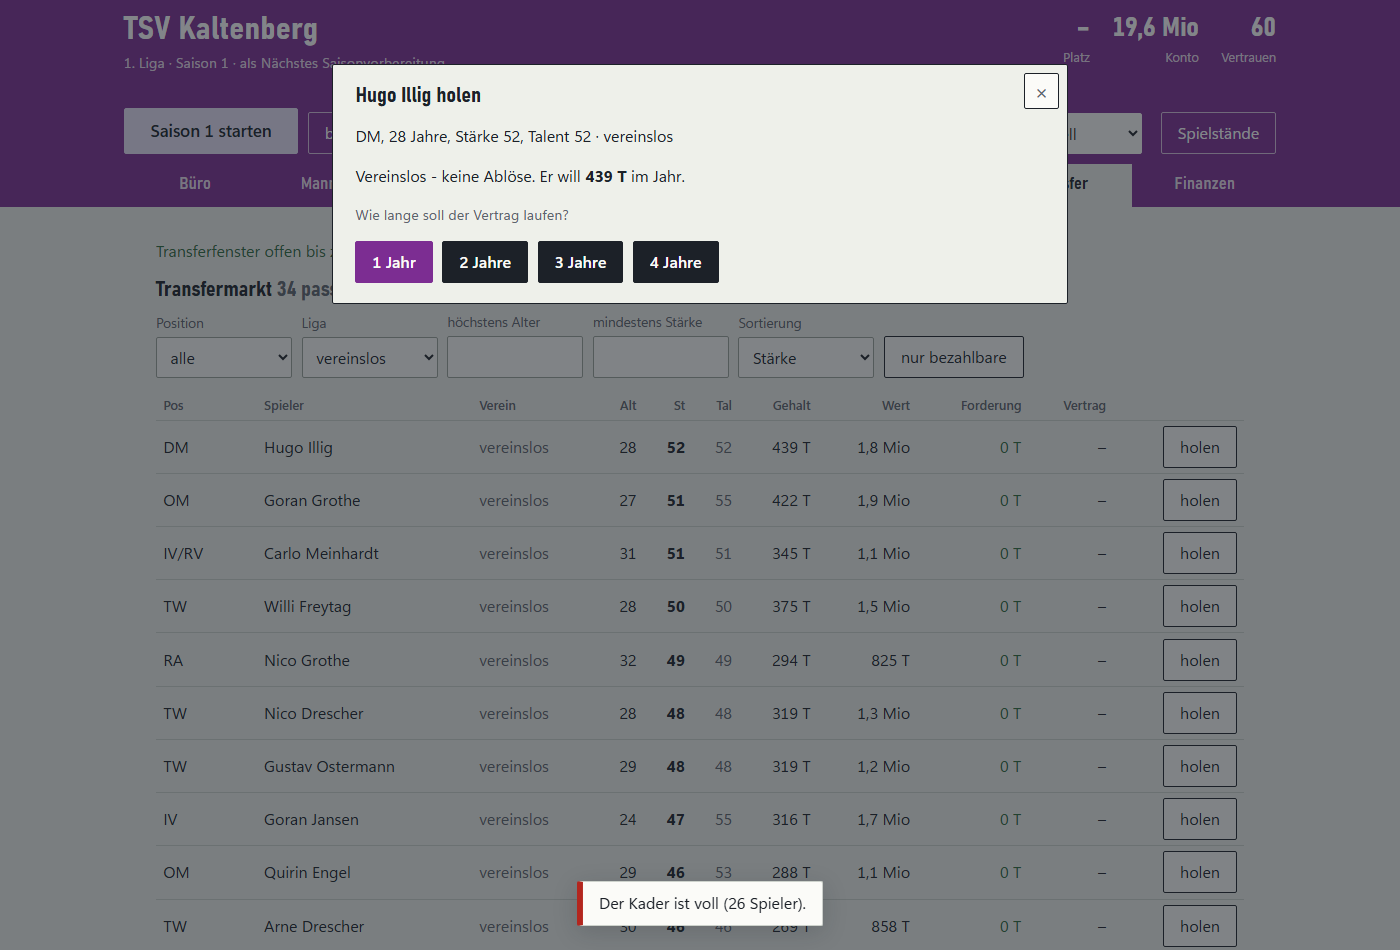 TSV Kaltenberg
– 19,6 Mio 60
1. Liga · Saison 1 · als Nächstes Saisonvorbereitung
Platz Konto Vertrauen
Hugo Illig holen
×
Saison 1 starten
Spielstände
DM, 28 Jahre, Stärke 52, Talent 52 · vereinslos
Vereinslos - keine Ablöse. Er will 439 T im Jahr.
Büro Finanzen
Wie lange soll der Vertrag laufen?
1 Jahr 2 Jahre 3 Jahre 4 Jahre
Transferfenster offen bis
Transfermarkt 34
Position Liga höchstens Alter mindestens Stärke Sortierung
alle vereinslos Stärke nur bezahlbare
Pos Spieler Verein Alt St Tal Gehalt Wert Forderung Vertrag
DM Hugo Illig vereinslos 28 52 52 439 T 1,8 Mio 0 T – holen
OM Goran Grothe vereinslos 27 51 55 422 T 1,9 Mio 0 T – holen
IV/RV Carlo Meinhardt vereinslos 31 51 51 345 T 1,1 Mio 0 T – holen
TW Willi Freytag vereinslos 28 50 50 375 T 1,5 Mio 0 T – holen
RA Nico Grothe vereinslos 32 49 49 294 T 825 T 0 T – holen
TW Nico Drescher vereinslos 28 48 48 319 T 1,3 Mio 0 T – holen
TW Gustav Ostermann vereinslos 29 48 48 319 T 1,2 Mio 0 T – holen
IV Goran Jansen vereinslos 24 47 55 316 T 1,7 Mio 0 T – holen
OM Quirin Engel vereinslos 29 46 53 288 T 1,1 Mio 0 T – holen
Der Kader ist voll (26 Spieler).
TW Arne Drescher vereinslos 30 46 46 269 T 858 T 0 T – holen